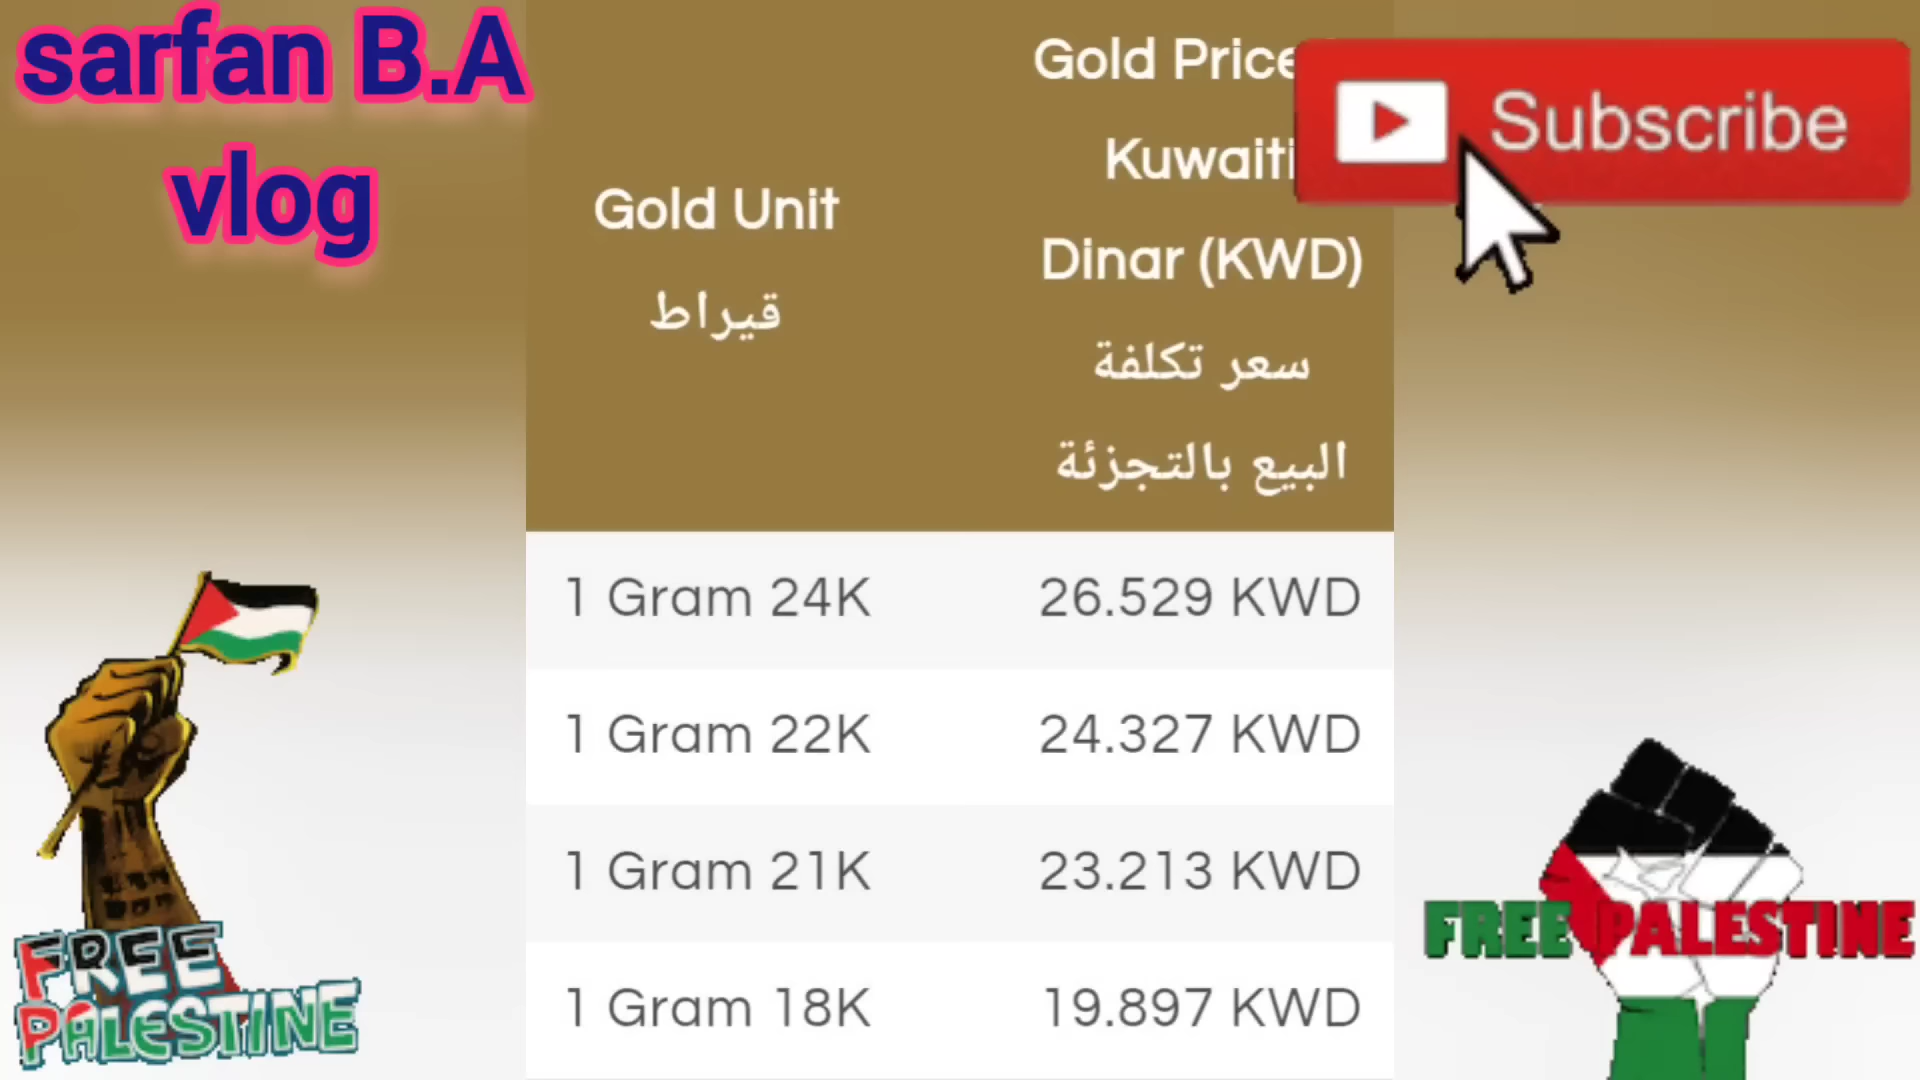 sarfan B.A
vlog
Gold Unit
قيراط
Gold Price
Kuwaiti
Dinar (KWD)
سعر تكلفة
البيع بالتجزئة
Subscribe
1 Gram 24K 26.529 KWD
1 Gram 22K 24.327 KWD
1 Gram 21K 23.213 KWD
1 Gram 18K 19.897 KWD
FREE
PALESTINE
FREE PALESTINE